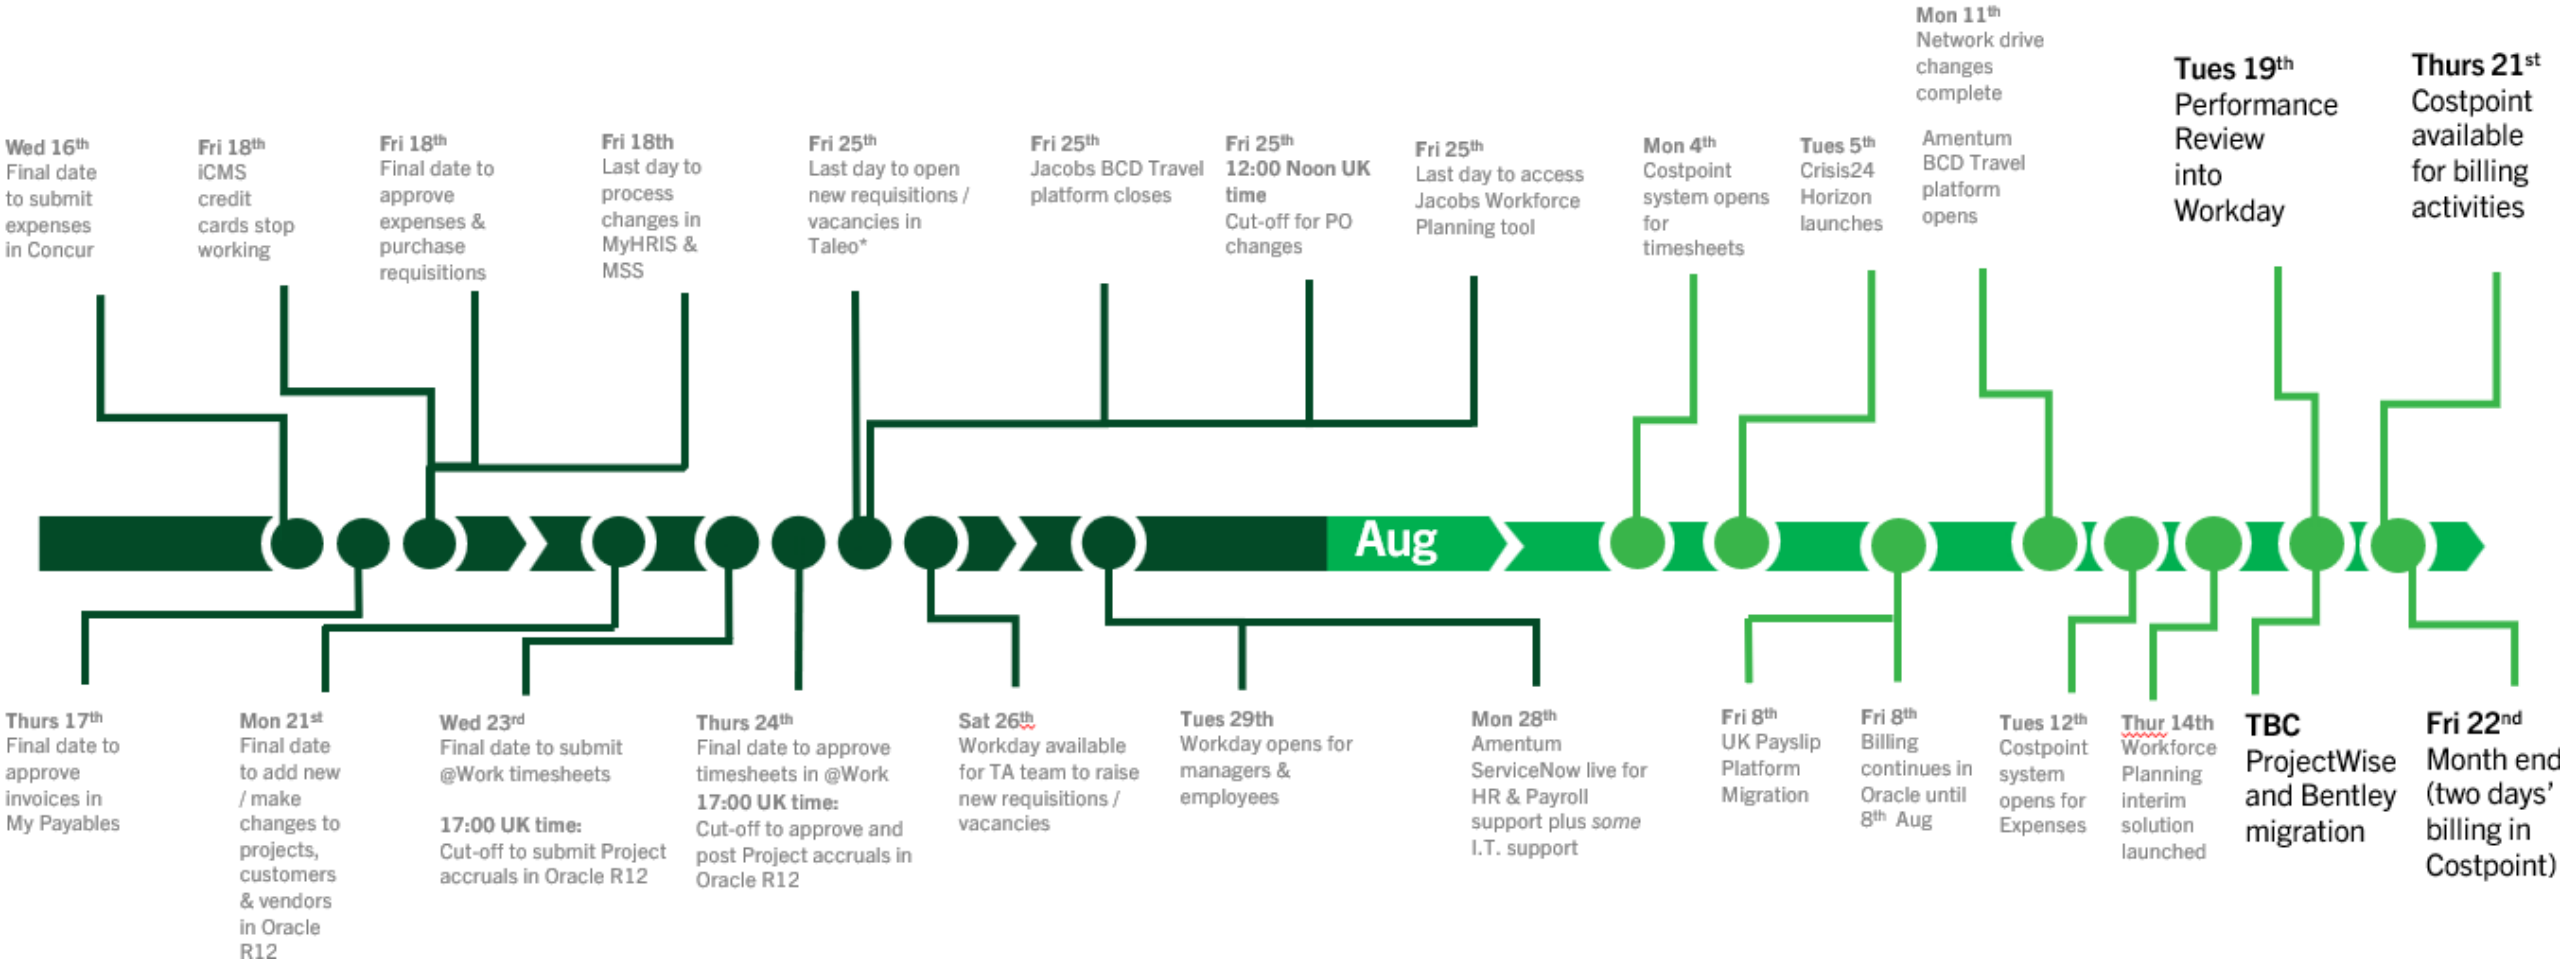 Mon 11th
Network drive
changes
complete
Amentum
BCD Travel
platform
opens
Tues 19th
Performance
Review
into
Workday
Thurs 21st
Costpoint
available
for billing
activities
Wed 16th
Final date
to submit
expenses
in Concur
Fri 18th
iCMS
credit
cards stop
working
Fri 18th
Final date to
approve
expenses &
purchase
requisitions
Fri 18th
Last day to
process
changes in
MyHRIS &
MSS
Fri 25th
Last day to open
new requisitions /
vacancies in
Taleo*
Fri 25th
Jacobs BCD Travel
platform closes
Fri 25th
12:00 Noon UK
time
Cut-off for PO
changes
Fri 25th
Last day to access
Jacobs Workforce
Planning tool
Mon 4th
Costpoint
system opens
for
timesheets
Tues 5th
Crisis24
Horizon
launches
Aug
Thurs 17th
Final date to
approve
invoices in
My Payables
Mon 21st
Final date
to add new
/ make
changes to
projects,
customers
& vendors
in Oracle
R12
Wed 23rd
Final date to submit
@Work timesheets
17:00 UK time:
Cut-off to submit Project
accruals in Oracle R12
Thurs 24th
Final date to approve
timesheets in @Work
17:00 UK time:
Cut-off to approve and
post Project accruals in
Oracle R12
Sat 26th
Workday available
for TA team to raise
new requisitions /
vacancies
Tues 29th
Workday opens for
managers &
employees
Mon 28th
Amentum
ServiceNow live for
HR & Payroll
support plus some
I.T. support
Fri 8th
UK Payslip
Platform
Migration
Fri 8th
Billing
continues in
Oracle until
8th Aug
Tues 12th
Costpoint
system
opens for
Expenses
Thur 14th
Workforce
Planning
interim
solution
launched
TBC
ProjectWise
and Bentley
migration
Fri 22nd
Month end
(two days'
billing in
Costpoint)